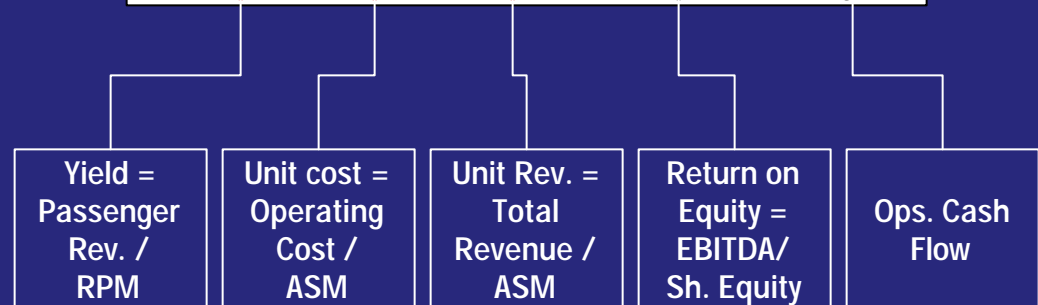 Yield =
Passenger
Rev. /
RPM
Unit cost =
Operating
Cost /
ASM
Unit Rev. =
Total
Revenue /
ASM
Return on
Equity =
EBITDA/
Sh. Equity
Ops. Cash
Flow